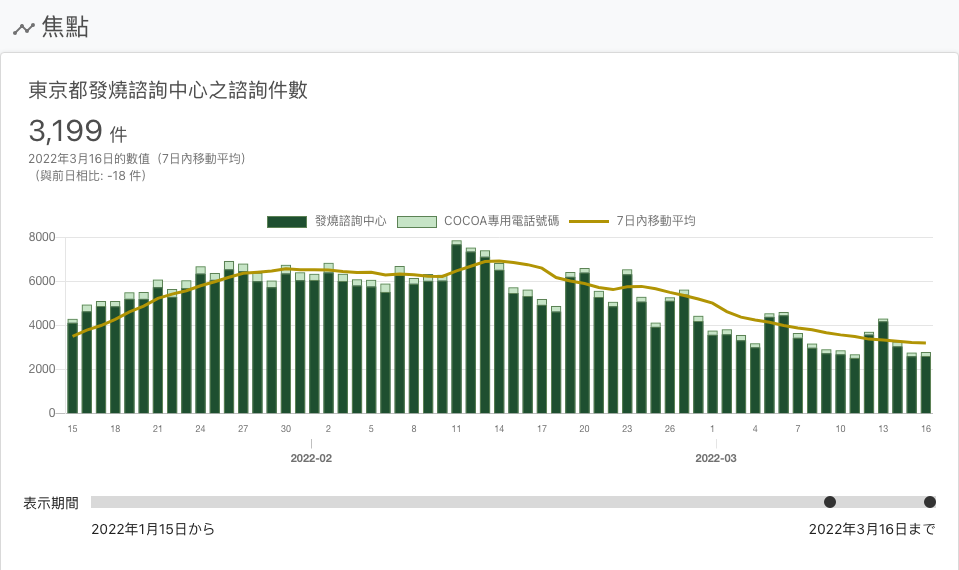 焦點
東京都發燒諮詢中心之諮詢件數
3,199 件
2022年3月16日的數值（7日內移動平均）
（與前日相比: -18 件）
發燒諮詢中心 COCOA專用電話號碼 7日內移動平均
8000
6000
4000
2000
0
15 18 21 24 27 30 2 5 8 11 14 17 20 23 26 1 4 7 10 13 16
2022-02 2022-03
表示期間
2022年1月15日から 2022年3月16日まで